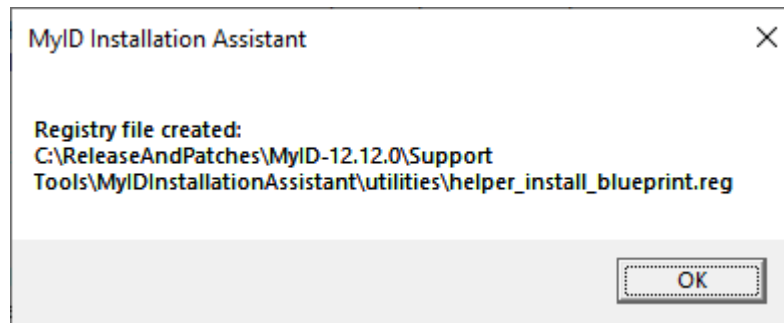 MyID Installation Assistant
Registry file created:
C:\ReleaseAndPatches\MyID-12.12.0\Support
Tools\MyIDInstallationAssistant\utilities\helper_install_blueprint.reg
OK